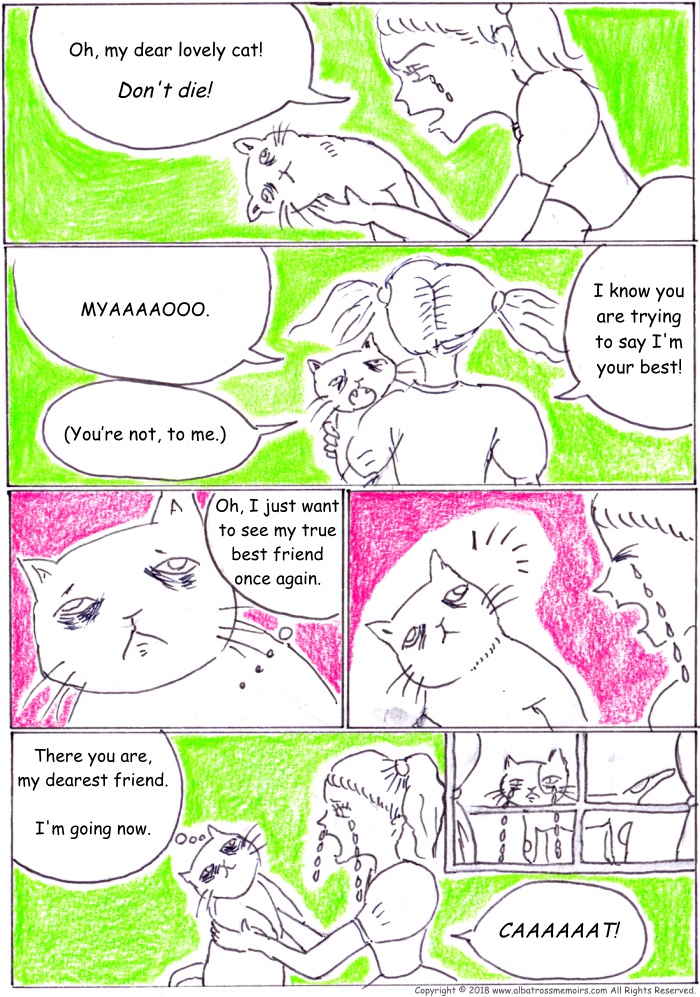 Oh, my dear lovely cat!
Don't die!
MYAAAAOOO.
I know you
are trying
to say I'm
your best!
(You're not, to me.)
Oh, I just want
to see my true
best friend
once again.
There you are,
my dearest friend.
I'm going now.
CAAAAAAT!
Copyright © 2018 www.albatrossmemoirs.com All Rights Reserved.